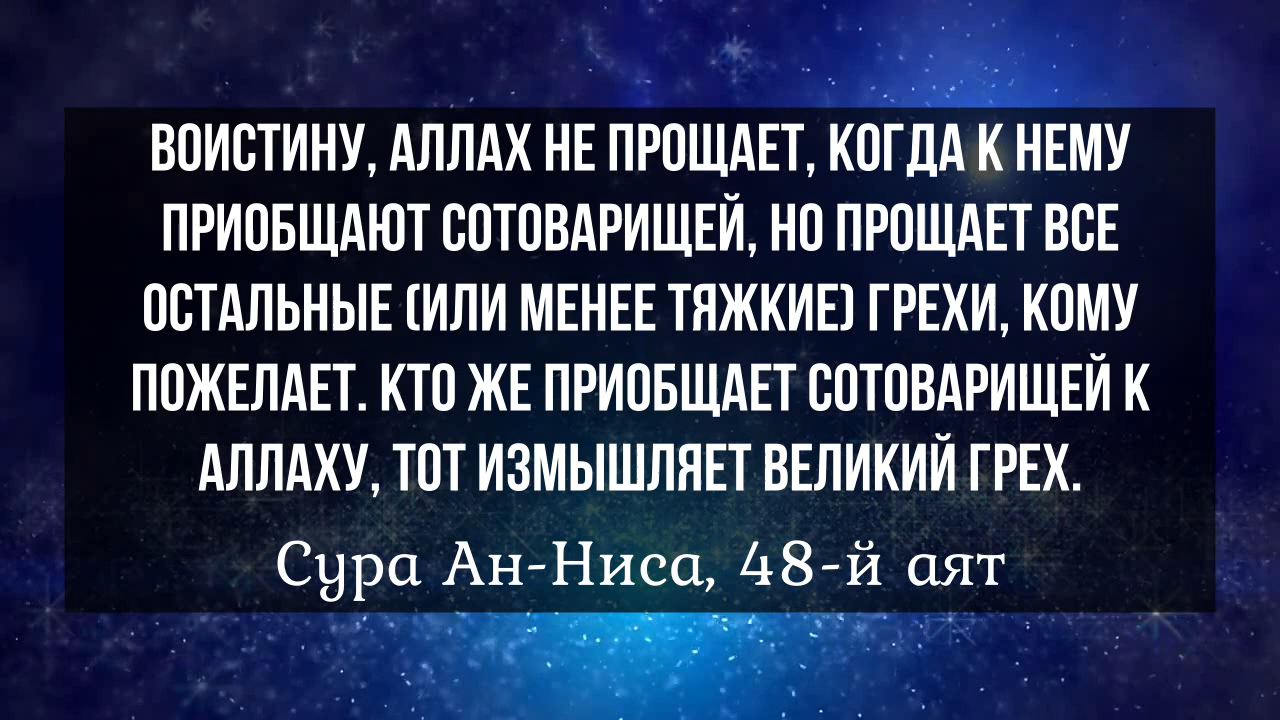 ВОИСТИНУ, АЛЛАХ НЕ ПРОЩАЕТ, КОГДА К НЕМУ
ПРИОБЩАЮТ СОТОВАРИЩЕЙ, НО ПРОЩАЕТ ВСЕ
ОСТАЛЬНЫЕ (ИЛИ МЕНЕЕ ТЯЖКИЕ) ГРЕХИ, КОМУ
ПОЖЕЛАЕТ. КТО ЖЕ ПРИОБЩАЕТ СОТОВАРИЩЕЙ К
АЛЛАХУ, ТОТ ИЗМЫШЛЯЕТ ВЕЛИКИЙ ГРЕХ.
Сура Ан-Ниса, 48-й аят